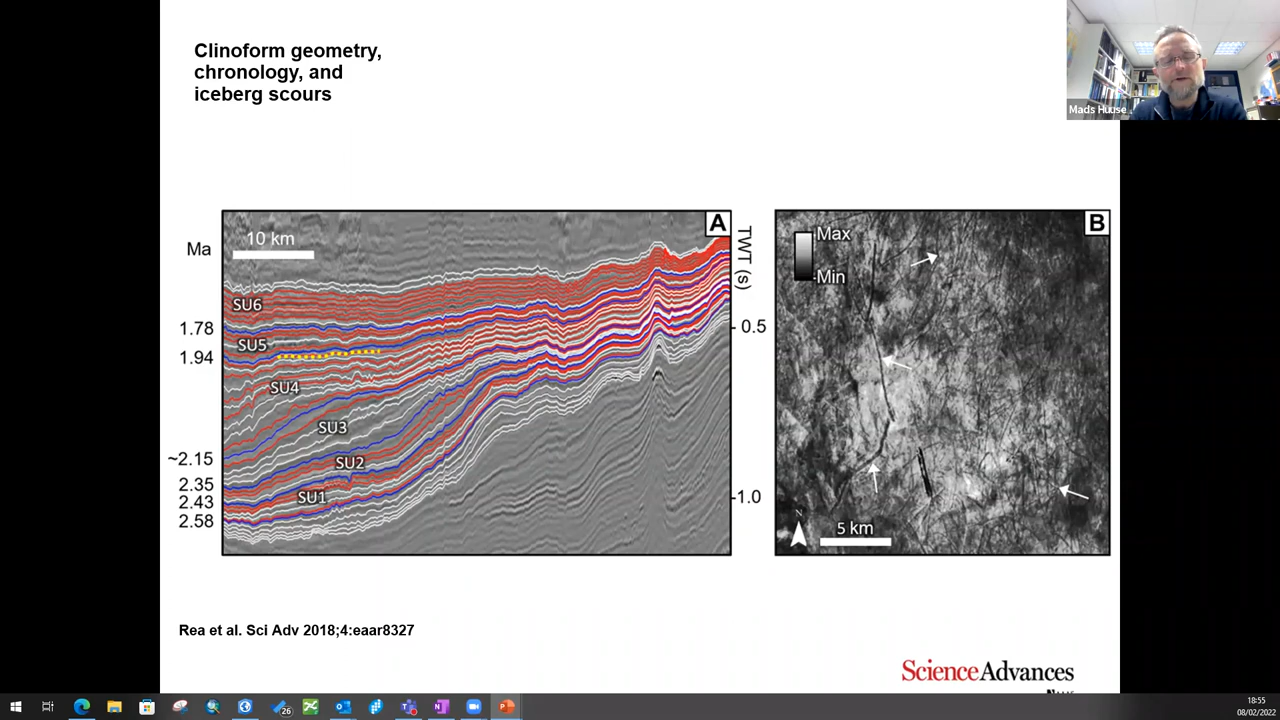 Clinoform geometry,
chronology, and
iceberg scours
Mads Huuse
A
10 km
Ma
SU6
1.78
SU5
1.94
SU4
SU3
~2.15
SU2
2.35
SU1
2.43
2.58
TWT (s)
0.5
1.0
B
Max
Min
N
5 km
Rea et al. Sci Adv 2018;4:eaar8327
ScienceAdvances
26
18:55
08/02/2022